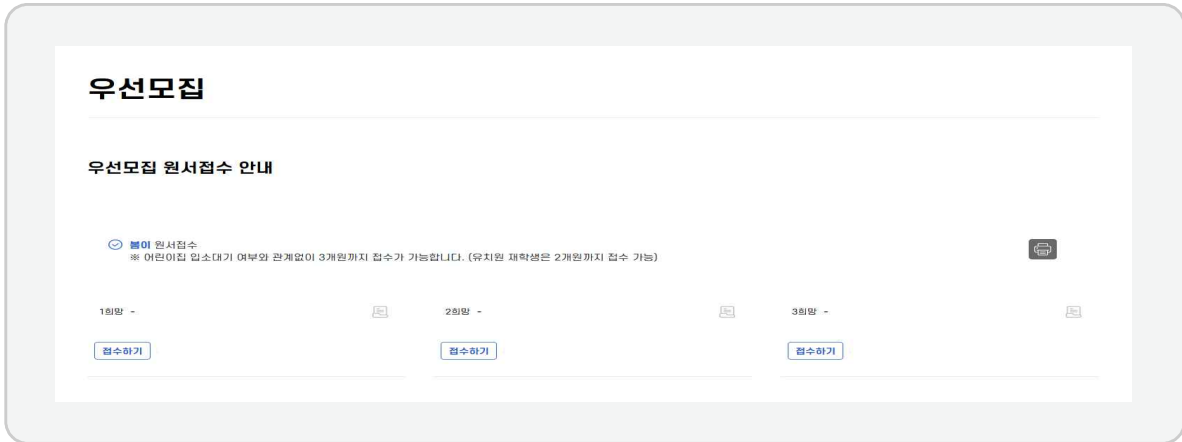 우선모집
우선모집 원서접수 안내
봄이 원서접수
※ 어린이집 입소대기 여부와 관계없이 3개원까지 접수가 가능합니다. (유치원 재학생은 2개원까지 접수 가능)
1희망 -
2희망 -
3희망 -
접수하기
접수하기
접수하기